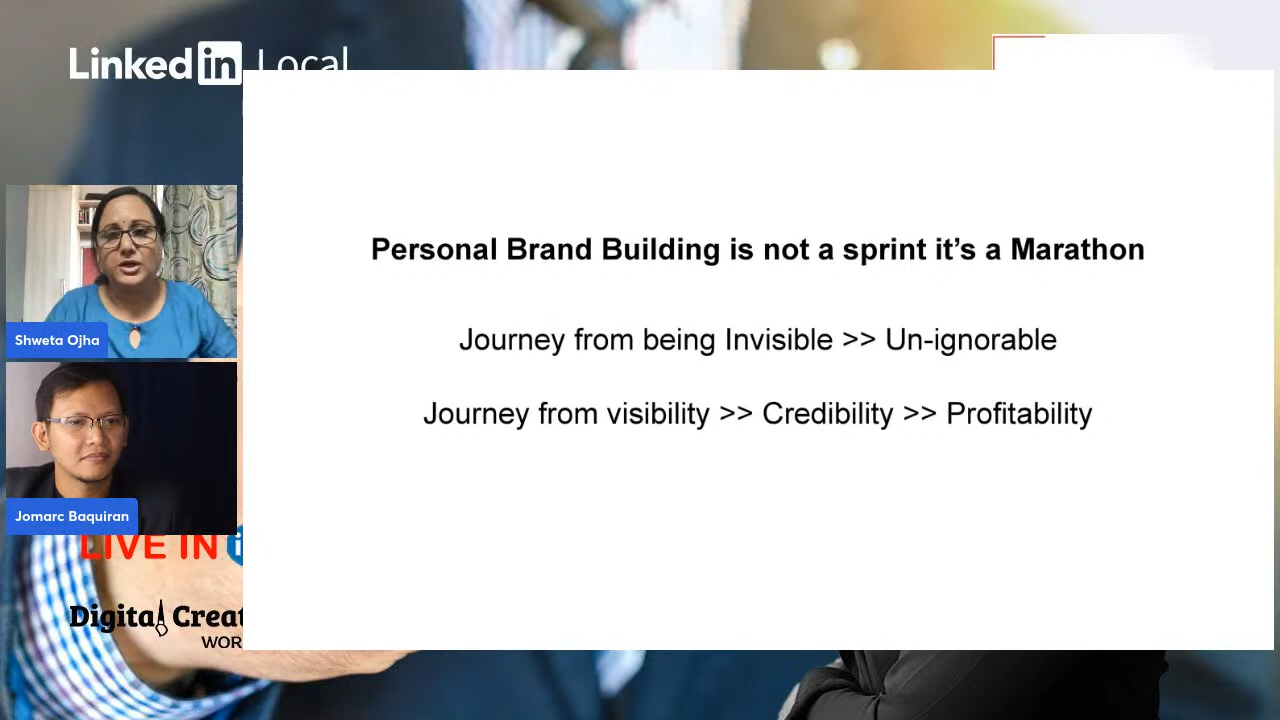 LinkedIn Local
Personal Brand Building is not a sprint it’s a Marathon
Journey from being Invisible >> Un-ignorable
Journey from visibility >> Credibility >> Profitability
Shweta Ojha
Jomarc Baquiran
LIVE IN
Digital Creat
WOR